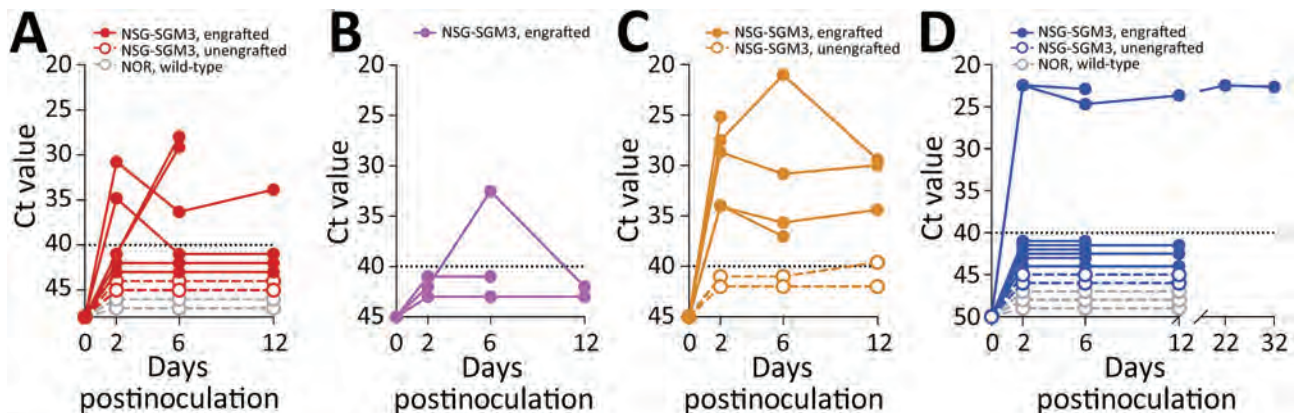 A
NSG-SGM3, engrafted
NSG-SGM3, unengrafted
NOR, wild-type
20
25
30
35
40
45
Ct value
0 2 6 12
Days
postinoculation
B
NSG-SGM3, engrafted
20
25
30
35
40
45
Ct value
0 2 6 12
Days
postinoculation
C
NSG-SGM3, engrafted
NSG-SGM3, unengrafted
20
25
30
35
40
45
Ct value
0 2 6 12
Days
postinoculation
D
NSG-SGM3, engrafted
NSG-SGM3, unengrafted
NOR, wild-type
20
25
30
35
40
45
50
Ct value
0 2 6 12 22 32
Days
postinoculation